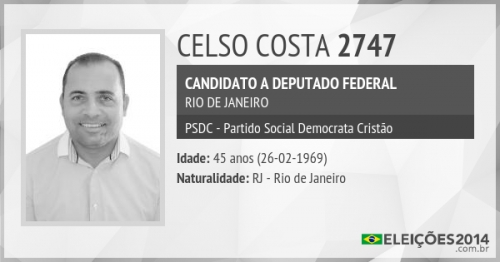 CELSO COSTA 2747
CANDIDATO A DEPUTADO FEDERAL
RIO DE JANEIRO
PSDC - Partido Social Democrata Cristão
Idade: 45 anos (26-02-1969)
Naturalidade: RJ - Rio de Janeiro
ELEIÇÕES2014
.com.br